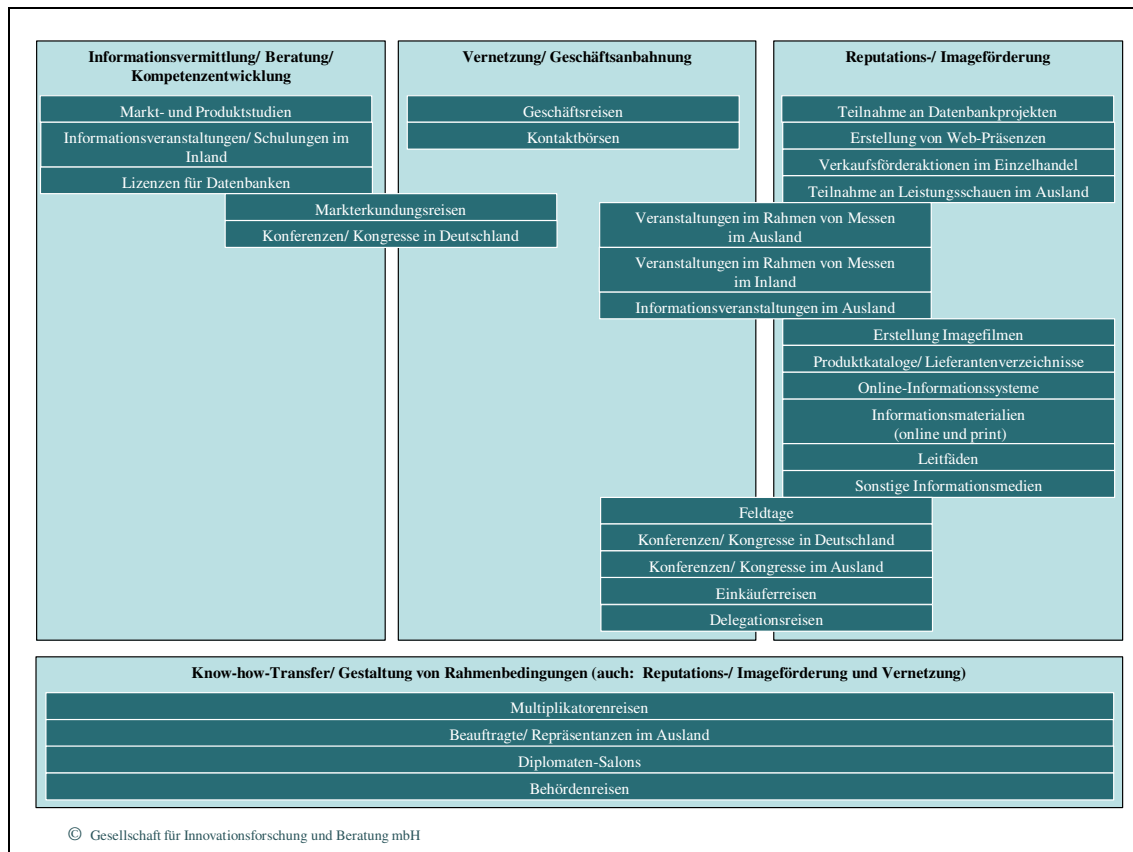 Informationsvermittlung/ Beratung/
Kompetenzentwicklung
Markt- und Produktstudien
Informationsveranstaltungen/ Schulungen im
Inland
Lizenzen für Datenbanken
Markterkundungsreisen
Konferenzen/ Kongresse in Deutschland
Vernetzung/ Geschäftsanbahnung
Geschäftsreisen
Kontaktbörsen
Reputations-/ Imageförderung
Teilnahme an Datenbankprojekten
Erstellung von Web-Präsenzen
Verkaufsförderaktionen im Einzelhandel
Teilnahme an Leistungsschauen im Ausland
Veranstaltungen im Rahmen von Messen
im Ausland
Veranstaltungen im Rahmen von Messen
im Inland
Informationsveranstaltungen im Ausland
Erstellung Imagefilmen
Produktkataloge/ Lieferantenverzeichnisse
Online-Informationssysteme
Informationsmaterialien
(online und print)
Leitfäden
Sonstige Informationsmedien
Feldtage
Konferenzen/ Kongresse in Deutschland
Konferenzen/ Kongresse im Ausland
Einkäuferreisen
Delegationsreisen
Know-how-Transfer/ Gestaltung von Rahmenbedingungen (auch: Reputations-/ Imageförderung und Vernetzung)
Multiplikatorenreisen
Beauftragte/ Repräsentanzen im Ausland
Diplomaten-Salons
Behördenreisen
© Gesellschaft für Innovationsforschung und Beratung mbH